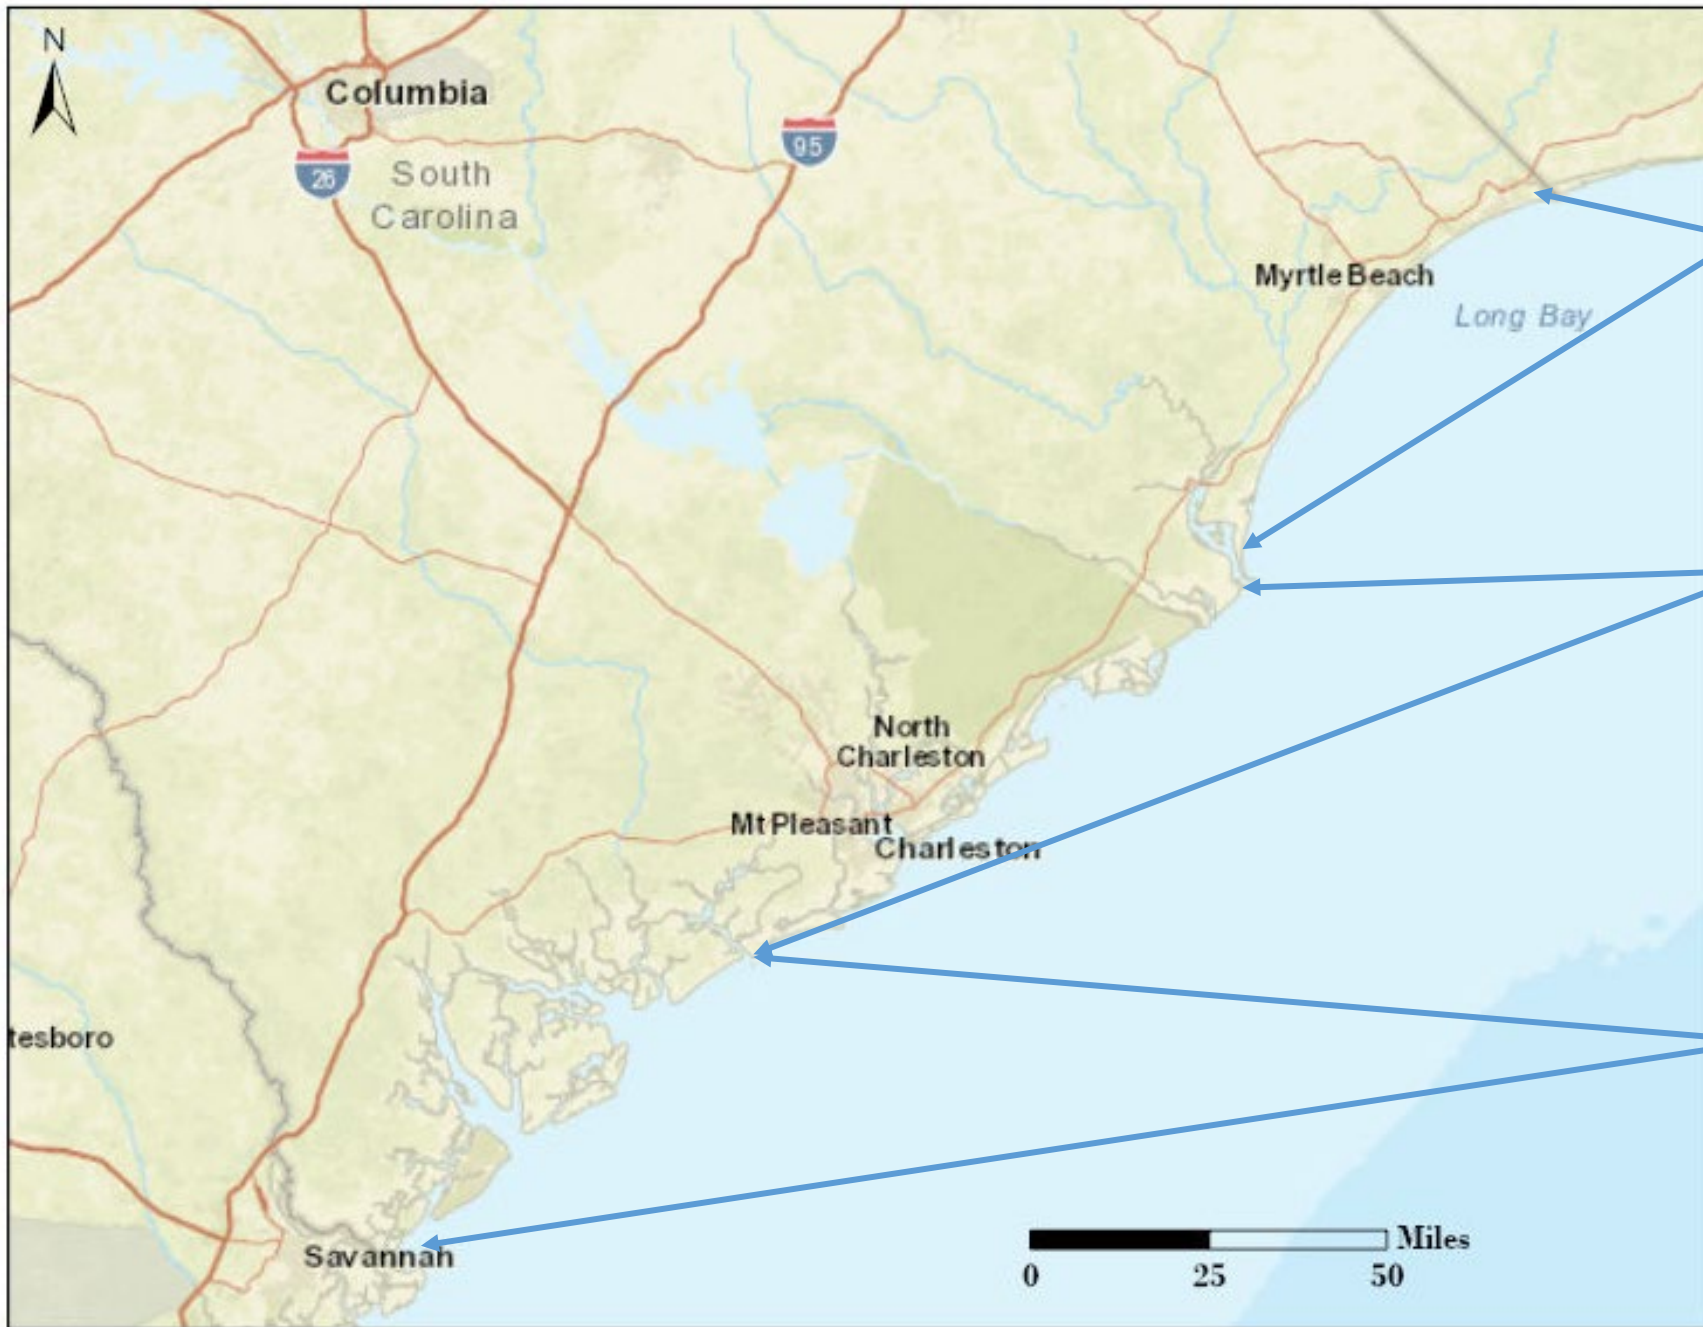 N
Columbia
26
South
Carolina
95
Myrtle Beach
Long Bay
North
Charleston
Mt Pleasant
Charleston
tesboro
Savannah
Miles
0 25 50